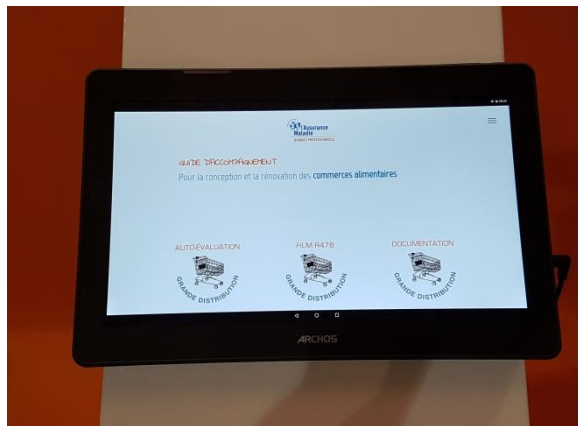 l'Assurance
Maladie
RISQUES PROFESSIONNELS
GUIDE D'ACCOMPAGNEMENT
Pour la conception et la rénovation des commerces alimentaires
AUTO-ÉVALUATION
FILM R478
DOCUMENTATION
GRANDE DISTRIBUTION
GRANDE DISTRIBUTION
GRANDE DISTRIBUTION
ARCHOS